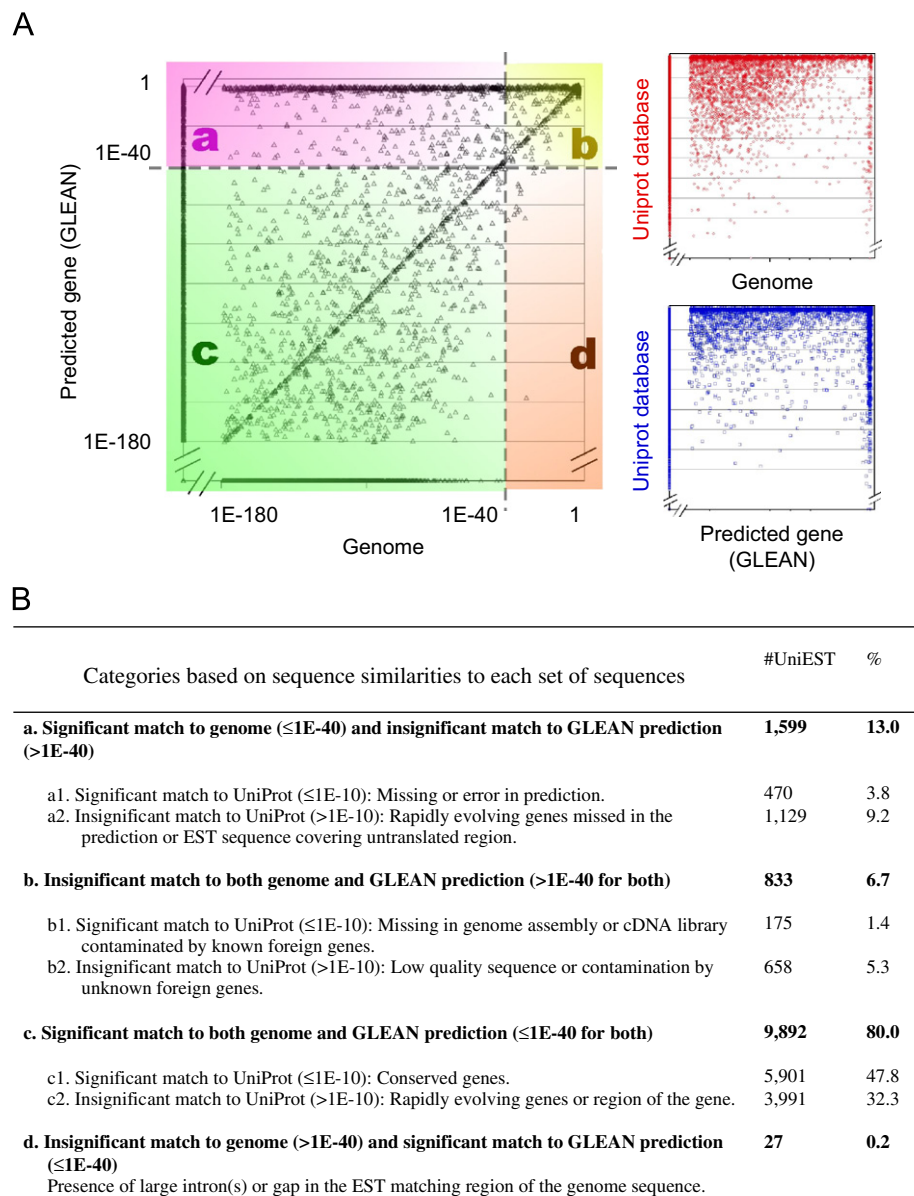 A
1
1E-40
Predicted gene (GLEAN)
1E-180
a
b
c
d
1E-180
1E-40
1
Genome
Uniprot database
Genome
Uniprot database
Predicted gene
(GLEAN)
B
Categories based on sequence similarities to each set of sequences
#UniEST
%
a. Significant match to genome (≤1E-40) and insignificant match to GLEAN prediction 1,599 13.0
(>1E-40)
a1. Significant match to UniProt (≤1E-10): Missing or error in prediction. 470 3.8
a2. Insignificant match to UniProt (>1E-10): Rapidly evolving genes missed in the 1,129 9.2
prediction or EST sequence covering untranslated region.
b. Insignificant match to both genome and GLEAN prediction (>1E-40 for both) 833 6.7
b1. Significant match to UniProt (≤1E-10): Missing in genome assembly or cDNA library 175 1.4
contaminated by known foreign genes.
b2. Insignificant match to UniProt (>1E-10): Low quality sequence or contamination by 658 5.3
unknown foreign genes.
c. Significant match to both genome and GLEAN prediction (≤1E-40 for both) 9,892 80.0
c1. Significant match to UniProt (≤1E-10): Conserved genes. 5,901 47.8
c2. Insignificant match to UniProt (>1E-10): Rapidly evolving genes or region of the gene. 3,991 32.3
d. Insignificant match to genome (>1E-40) and significant match to GLEAN prediction 27 0.2
(≤1E-40)
Presence of large intron(s) or gap in the EST matching region of the genome sequence.